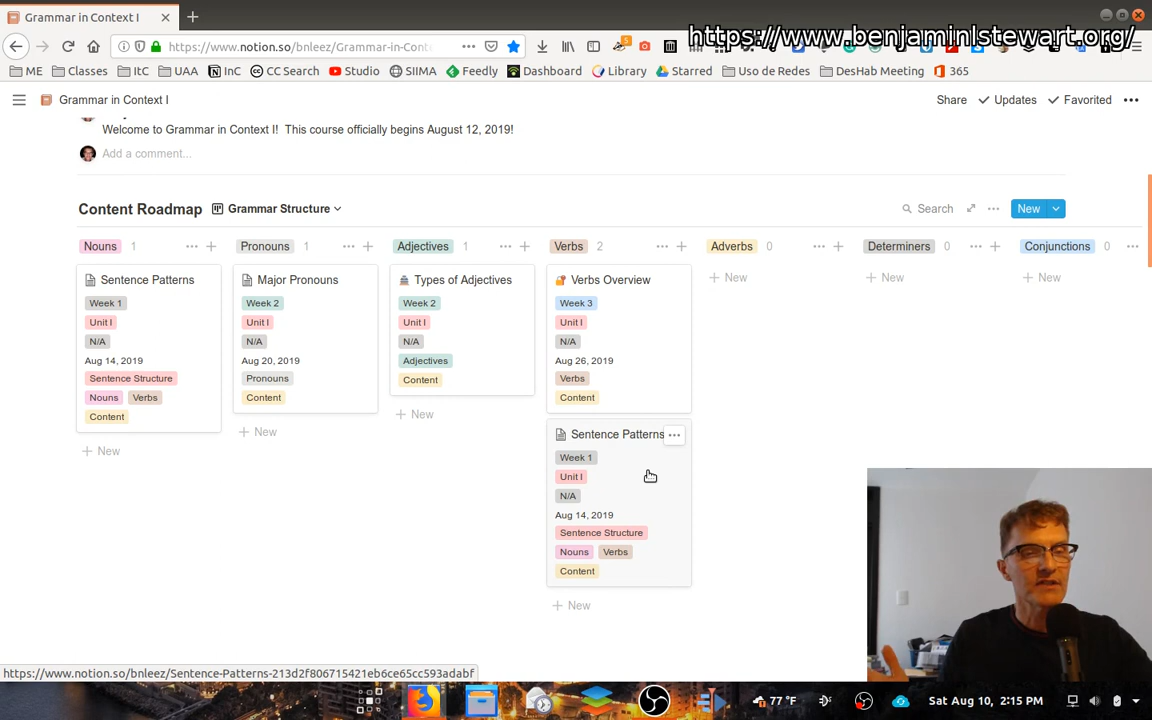 Grammar in Context I
https://www.benjaminlstewart.org/
https://www.notion.so/bnleez/Grammar-in-Conte
5
ME
Classes
ItC
UAA
InC
CC Search
Studio
SIIMA
Feedly
Dashboard
Library
Starred
Uso de Redes
DesHab Meeting
365
Grammar in Context I
Share
Updates
Favorited
Welcome to Grammar in Context I! This course officially begins August 12, 2019!
Add a comment...
Content Roadmap
Grammar Structure
Search
New
Nouns 1
Sentence Patterns
Week 1
Unit I
N/A
Aug 14, 2019
Sentence Structure
Nouns Verbs
Content
+ New
Pronouns 1
Major Pronouns
Week 2
Unit I
N/A
Aug 20, 2019
Pronouns
Content
+ New
Adjectives 1
Types of Adjectives
Week 2
Unit I
N/A
Adjectives
Content
+ New
Verbs 2
Verbs Overview
Week 3
Unit I
N/A
Aug 26, 2019
Verbs
Content
Sentence Patterns
Week 1
Unit I
N/A
Aug 14, 2019
Sentence Structure
Nouns Verbs
Content
+ New
Adverbs 0
+ New
Determiners 0
+ New
Conjunctions 0
+ New
https://www.notion.so/bnleez/Sentence-Patterns-213d2f806715421eb6ce65cc593adabf
77 °F
Sat Aug 10, 2:15 PM